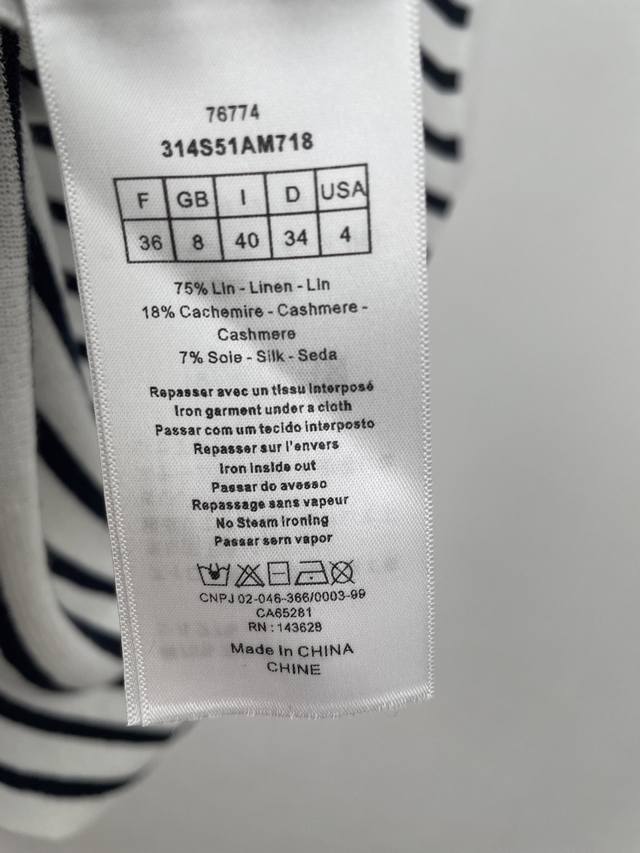 76774
314S51AM718
F GB I D USA
36 8 40 34 4
75% Lin - Linen - Lin
18% Cachemire - Cashmere -
Cashmere
7% Soie - Silk - Seda
Repasser avec un tissu interposé
Iron garment under a cloth
Passar com um tecido interposto
Repasser sur l'envers
Iron inside out
Passar do avesso
Repassage sans vapeur
No Steam ironing
Passar sem vapor
CNPJ 02-046-366/0003-99
CA65281
RN : 143628
Made in CHINA
CHINE